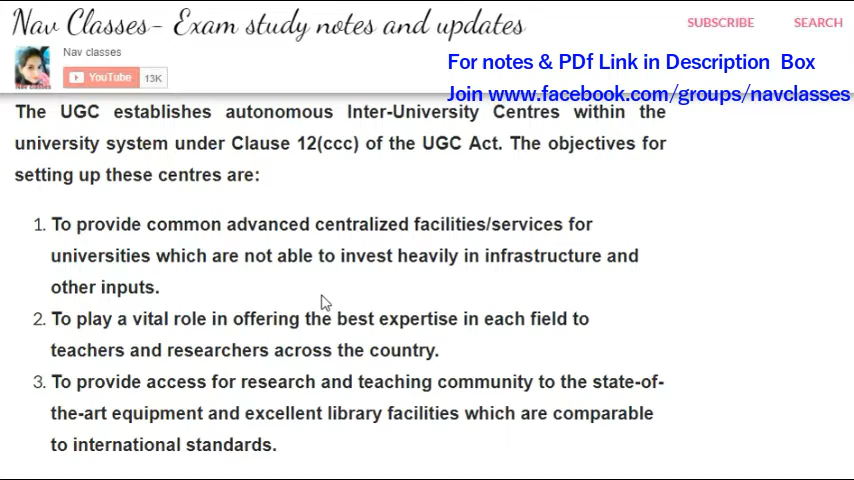 Nav Classes- Exam study notes and updates
SUBSCRIBE
SEARCH
Nav classes
YouTube 13K
For notes & PDf Link in Description Box
Join www.facebook.com/groups/navclasses
The UGC establishes autonomous Inter-University Centres within the
university system under Clause 12(ccc) of the UGC Act. The objectives for
setting up these centres are:
1. To provide common advanced centralized facilities/services for
universities which are not able to invest heavily in infrastructure and
other inputs.
2. To play a vital role in offering the best expertise in each field to
teachers and researchers across the country.
3. To provide access for research and teaching community to the state-of-
the-art equipment and excellent library facilities which are comparable
to international standards.